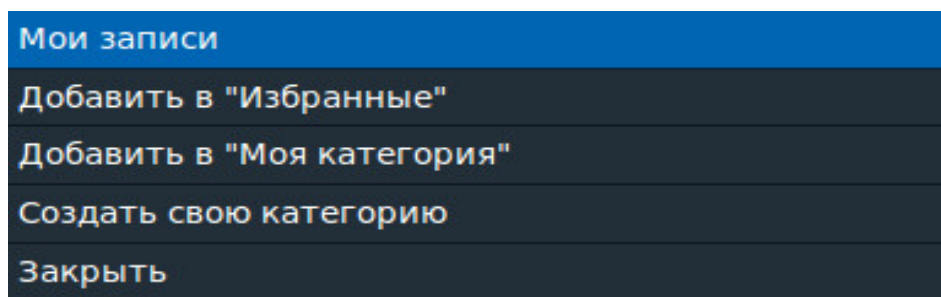 Мои записи
Добавить в "Избранные"
Добавить в "Моя категория"
Создать свою категорию
Закрыть